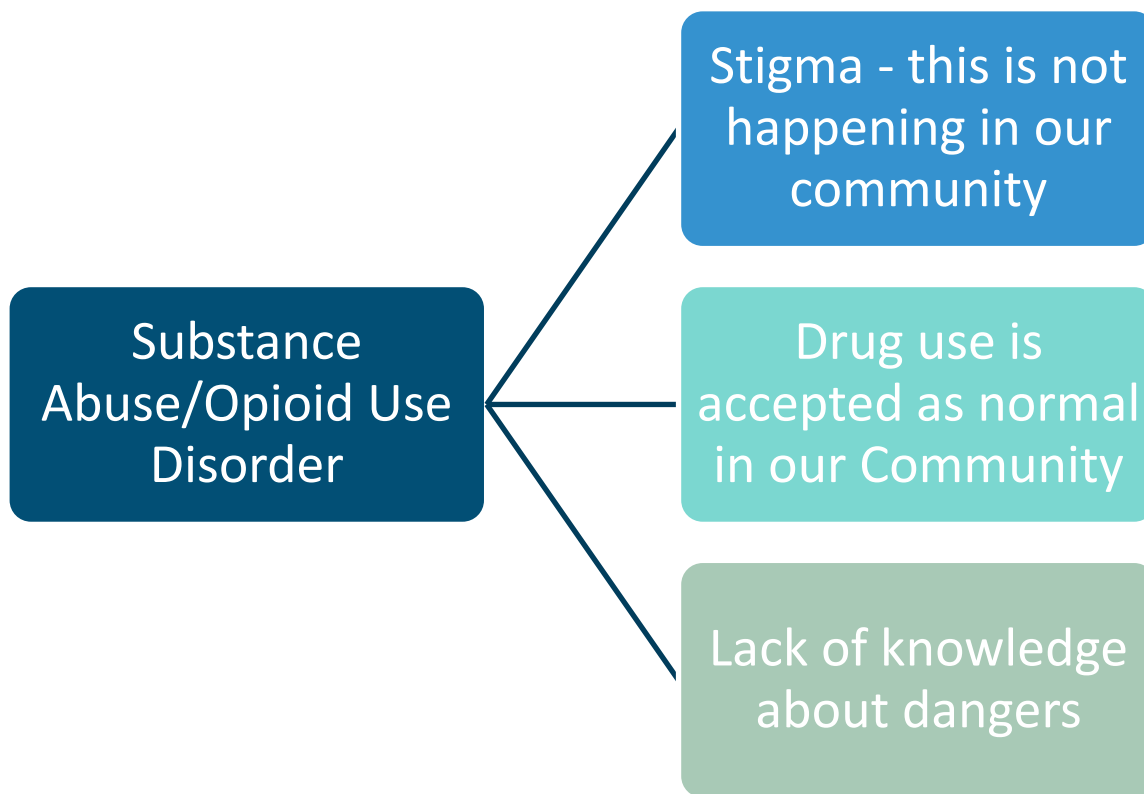 Stigma - this is not
happening in our
community
Substance
Abuse/Opioid Use
Disorder
Drug use is
accepted as normal
in our Community
Lack of knowledge
about dangers